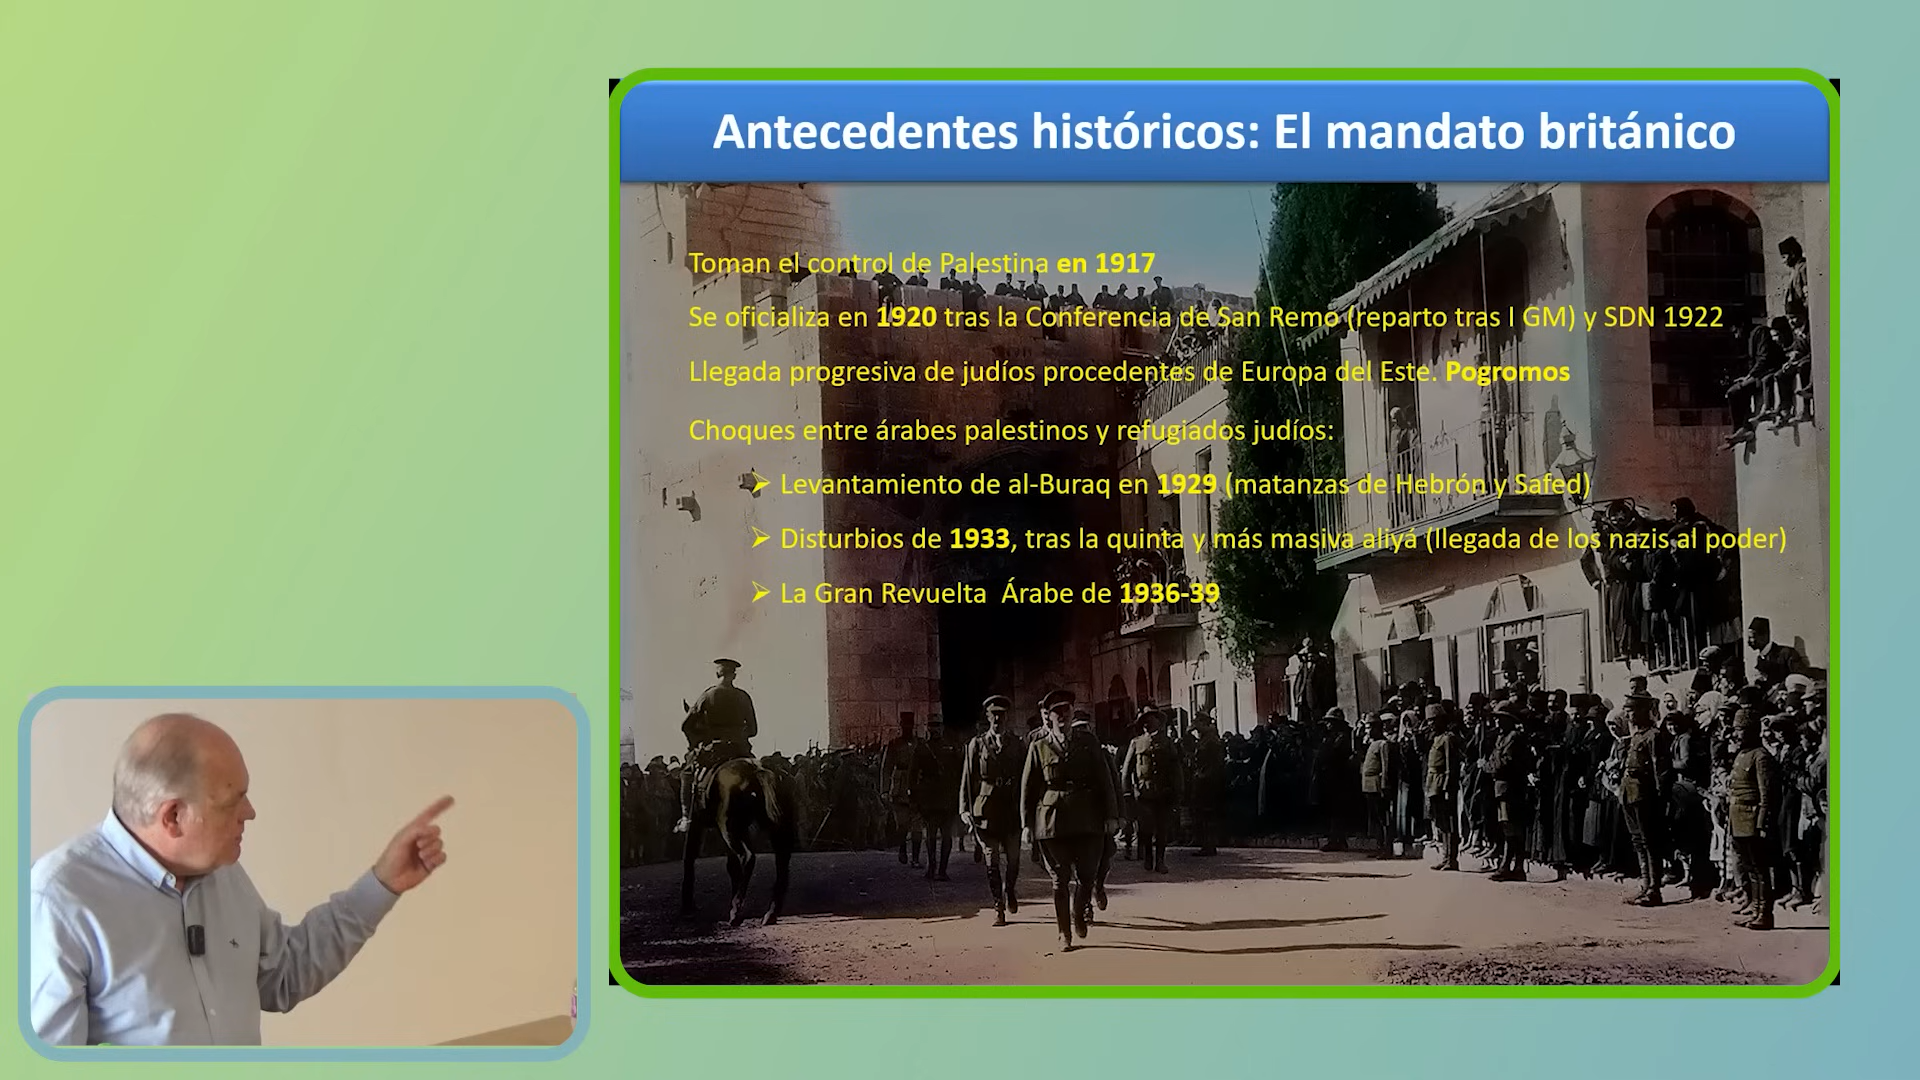 Antecedentes históricos: El mandato británico
Toman el control de Palestina en 1917
Se oficializa en 1920 tras la Conferencia de San Remo (reparto tras I GM) y SDN 1922
Llegada progresiva de judíos procedentes de Europa del Este. Pogromos
Choques entre árabes palestinos y refugiados judíos:
➢ Levantamiento de al-Buraq en 1929 (matanzas de Hebrón y Safed)
➢ Disturbios de 1933, tras la quinta y más masiva aliyá (llegada de los nazis al poder)
➢ La Gran Revuelta  Árabe de 1936-39